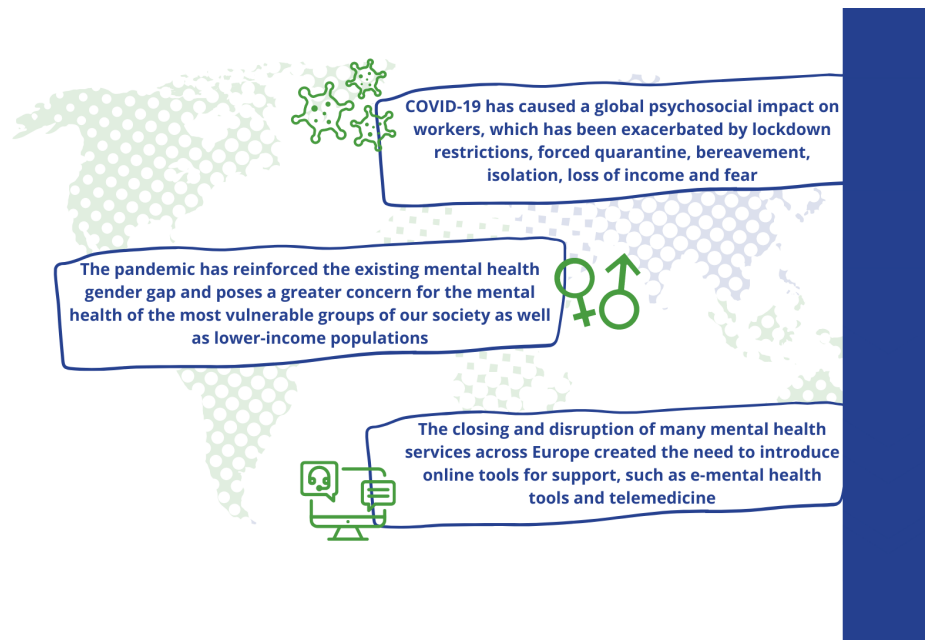 COVID-19 has caused a global psychosocial impact on
workers, which has been exacerbated by lockdown
restrictions, forced quarantine, bereavement,
isolation, loss of income and fear
The pandemic has reinforced the existing mental health
gender gap and poses a greater concern for the mental
health of the most vulnerable groups of our society as well
as lower-income populations
The closing and disruption of many mental health
services across Europe created the need to introduce
online tools for support, such as e-mental health
tools and telemedicine